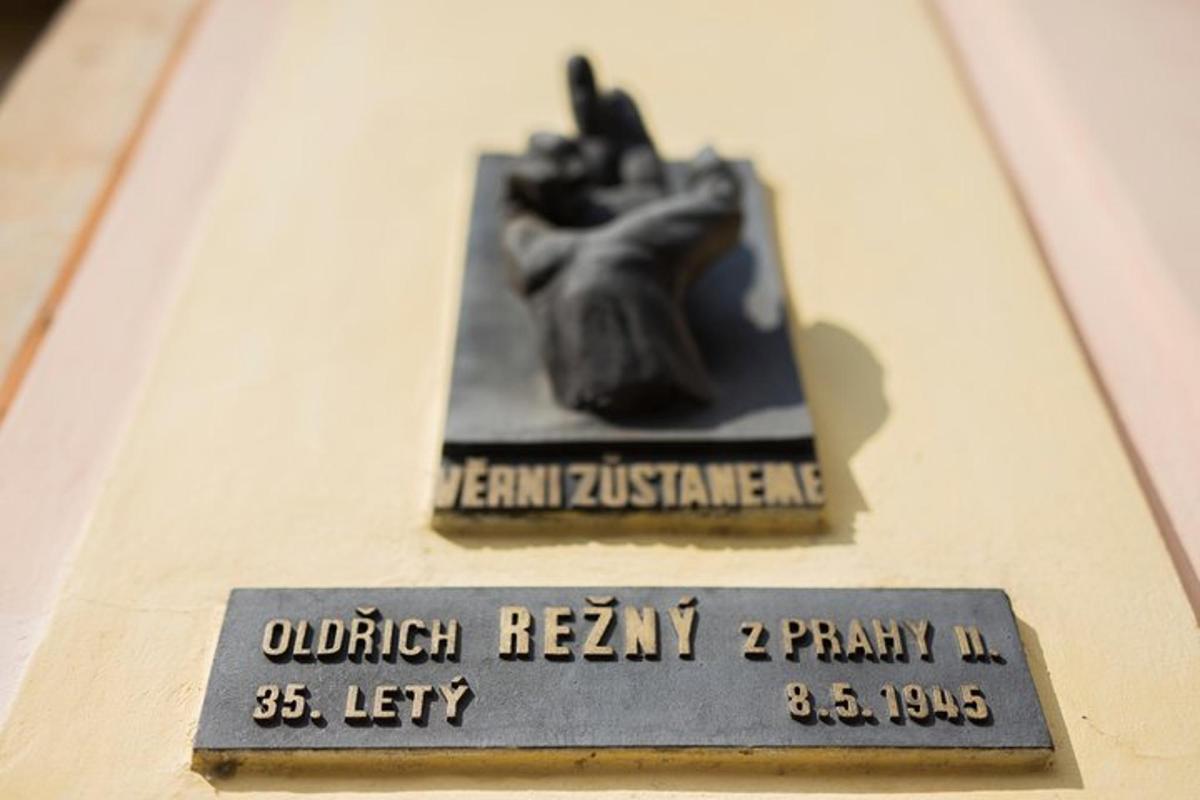 VĚRNI ZŮSTANEME
OLDŘICH REŽNÝ z PRAHY II.
35. LETÝ 8.5.1945